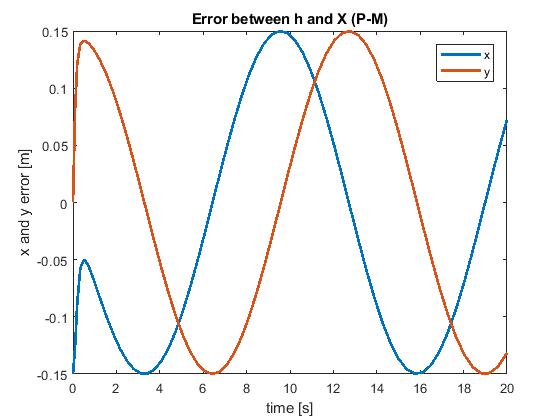 Error between h and X (P-M)
x
y
x and y error [m]
0.15
0.1
0.05
0
-0.05
-0.1
-0.15
0 2 4 6 8 10 12 14 16 18 20
time [s]